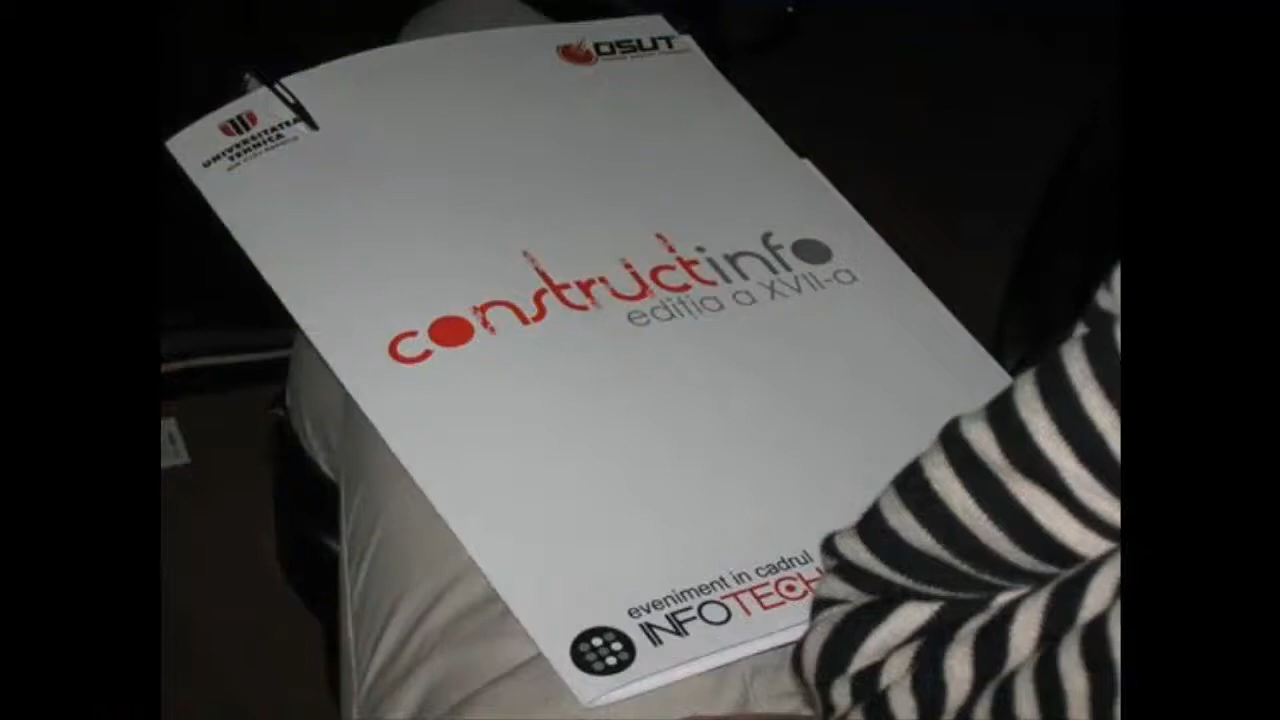 OSUT
UNIVERSITATEA
TEHNICA
constructinfo
ediția a XVII-a
eveniment in cadrul
INFOTECH